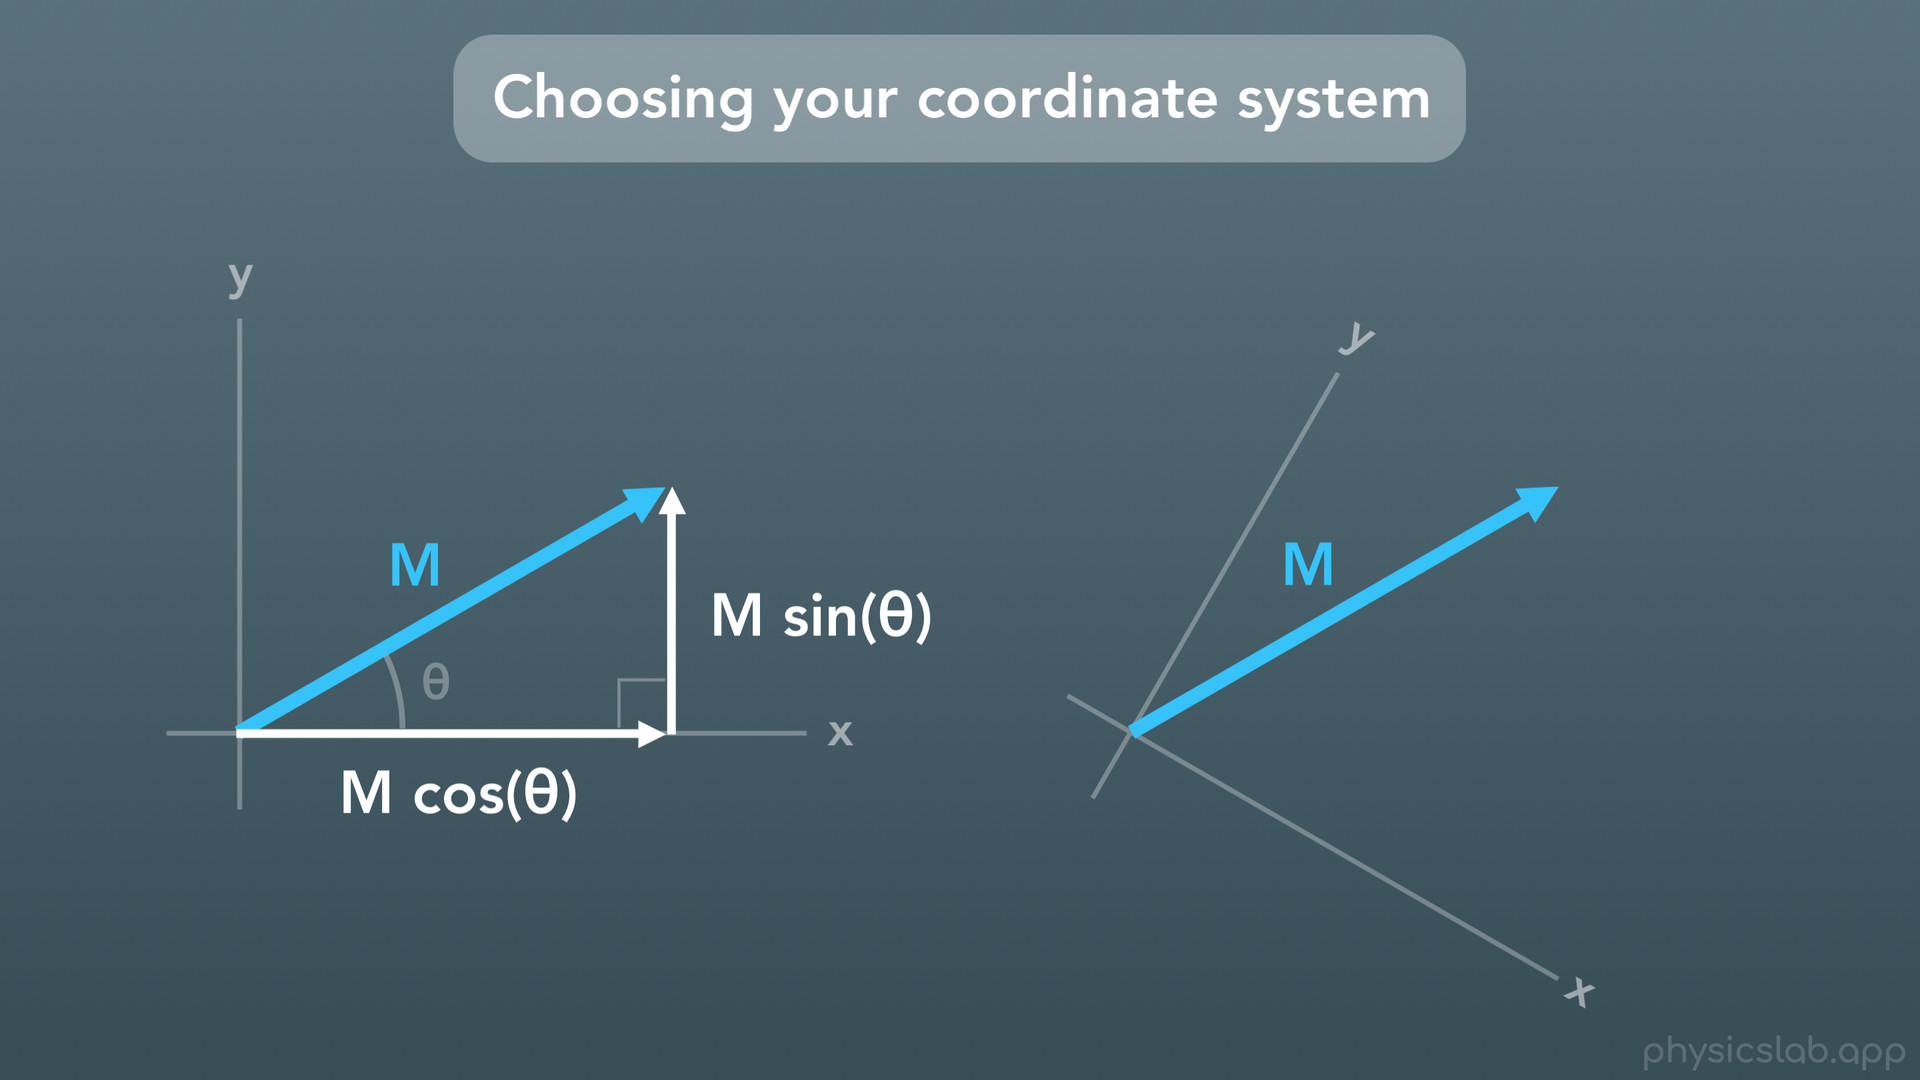 Choosing your coordinate system
y
M
θ
M sin(θ)
x
M cos(θ)
y
M
x
physicslab.app